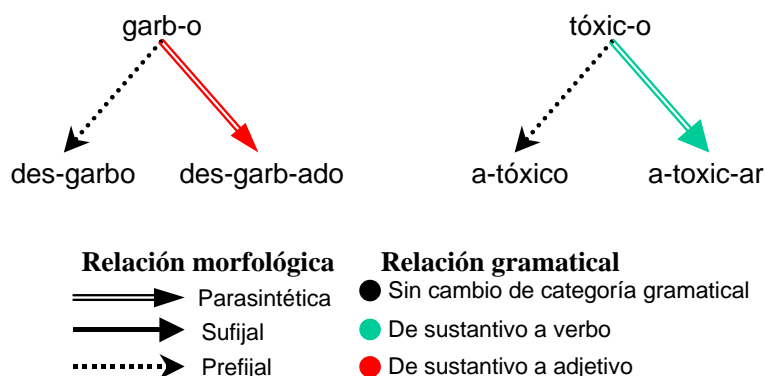 garb-o
tóxic-o
des-garbo
des-garb-ado
a-tóxico
a-toxic-ar
Relación morfológica
Relación gramatical
Parasintética
Sin cambio de categoría gramatical
Sufijal
De sustantivo a verbo
Prefijal
De sustantivo a adjetivo